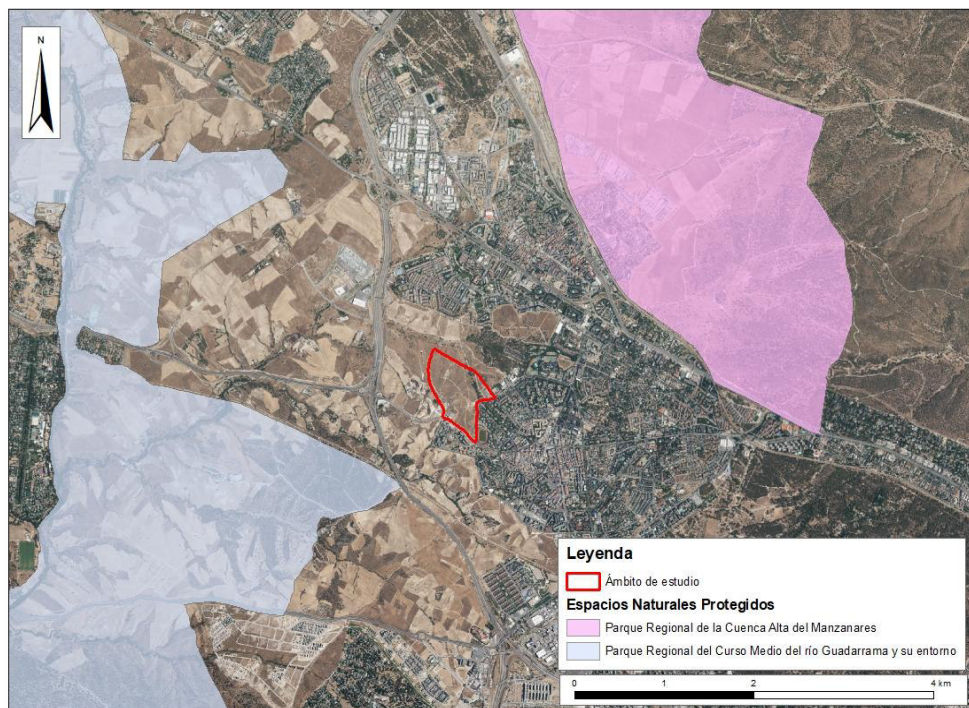 N
Leyenda
Ámbito de estudio
Espacios Naturales Protegidos
Parque Regional de la Cuenca Alta del Manzanares
Parque Regional del Curso Medio del río Guadarrama y su entorno
0 1 2 4 km